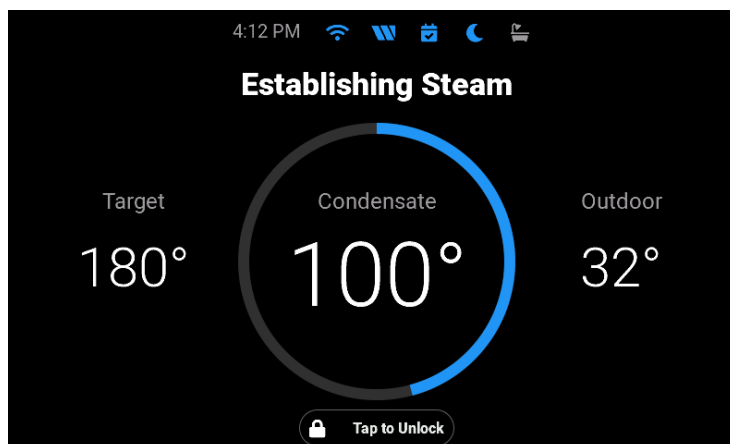 4:12 PM
Establishing Steam
Target
Condensate
Outdoor
180°
100°
32°
Tap to Unlock